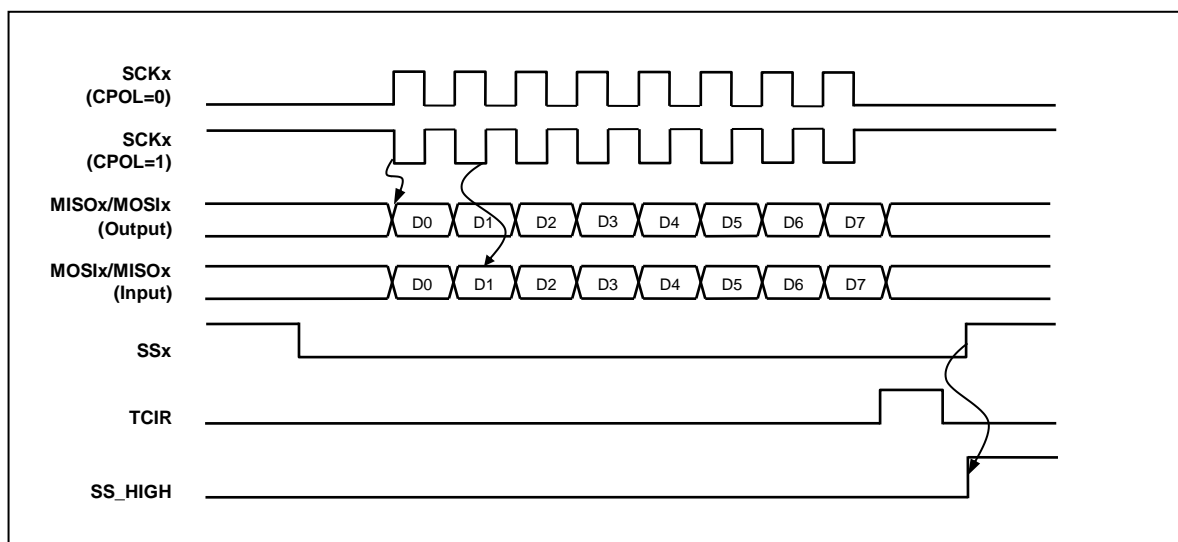 SCKx
(CPOL=0)
SCKx
(CPOL=1)
MISOx/MOSIx
(Output)
D0 D1 D2 D3 D4 D5 D6 D7
MOSIx/MISOx
(Input)
D0 D1 D2 D3 D4 D5 D6 D7
SSx
TCIR
SS_HIGH